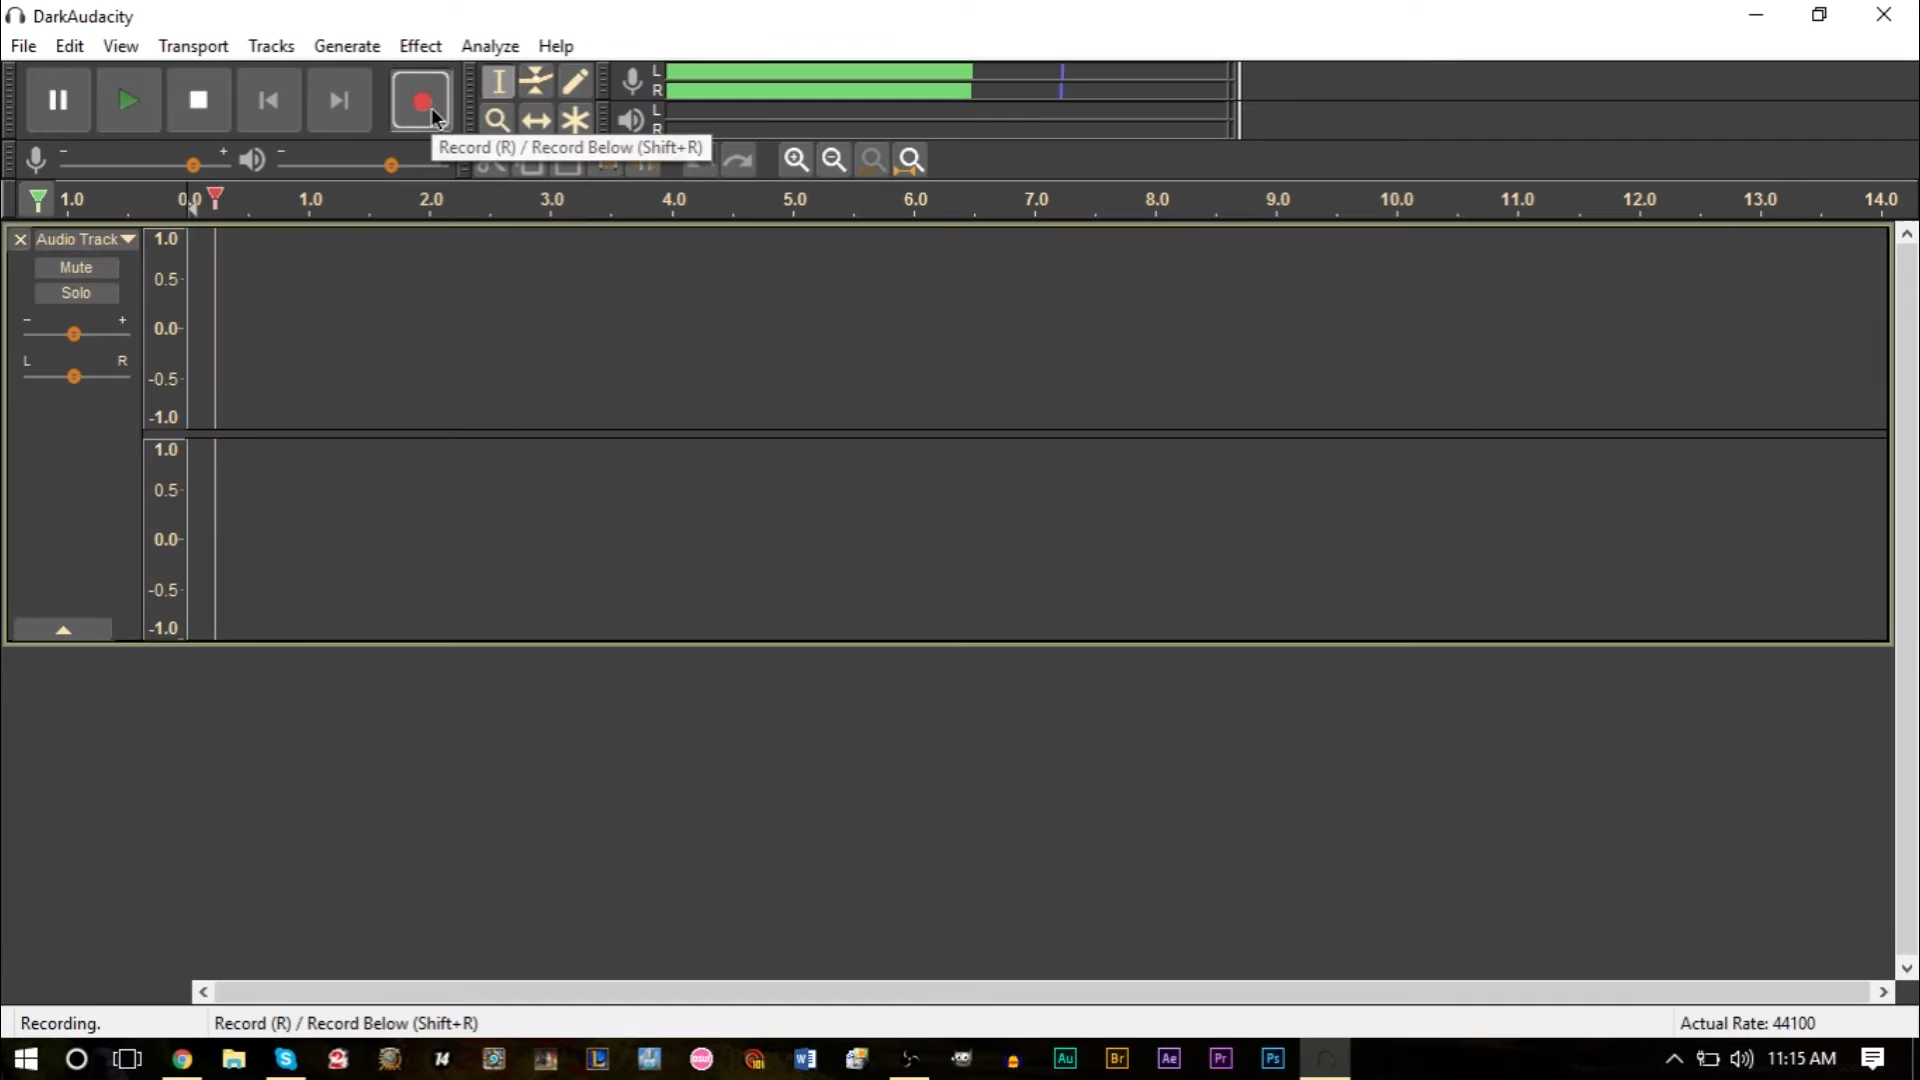 DarkAudacity
File Edit View Transport Tracks Generate Effect Analyze Help
L
R
L
R
Record (R) / Record Below (Shift+R)
- +
-
1.0 0.0 1.0 2.0 3.0 4.0 5.0 6.0 7.0 8.0 9.0 10.0 11.0 12.0 13.0 14.0
Audio Track 1.0
Mute
0.5
Solo
- +
0.0
L R
-0.5
-1.0
1.0
0.5
0.0
-0.5
-1.0
Recording. Record (R) / Record Below (Shift+R) Actual Rate: 44100
2 14 L osu! 101 W Au Br Ae Pr Ps 11:15 AM